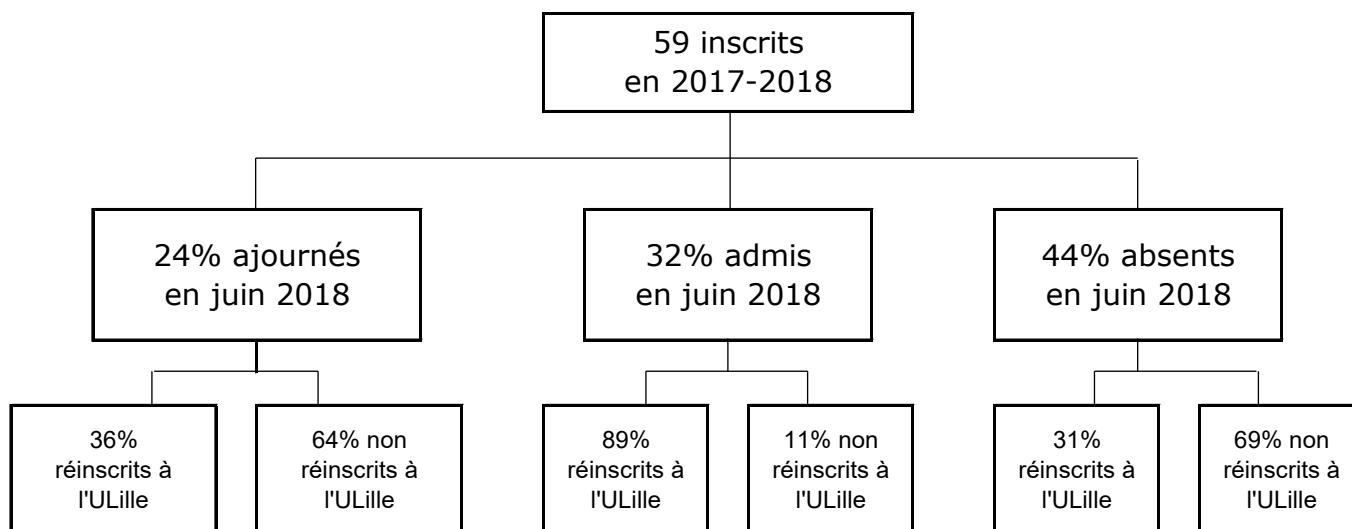 59 inscrits
en 2017-2018
24% ajournés
en juin 2018
32% admis
en juin 2018
44% absents
en juin 2018
36%
réinscrits à
l'ULille
64% non
réinscrits à
l'ULille
89%
réinscrits à
l'ULille
11% non
réinscrits à
l'ULille
31%
réinscrits à
l'ULille
69% non
réinscrits à
l'ULille